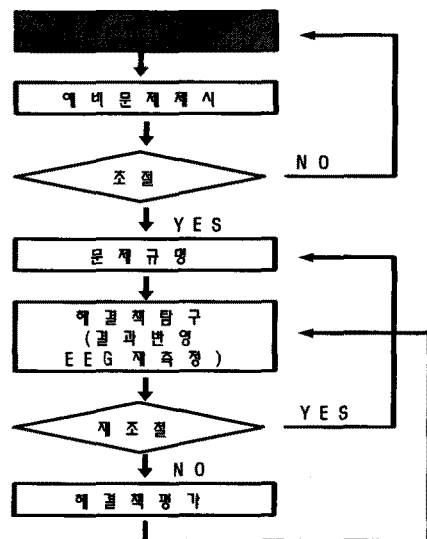 예비문제제시
조절
NO
YES
문제규명
해결책탐구
(결과반영
EEG 재측정)
재조절
YES
NO
해결책평가